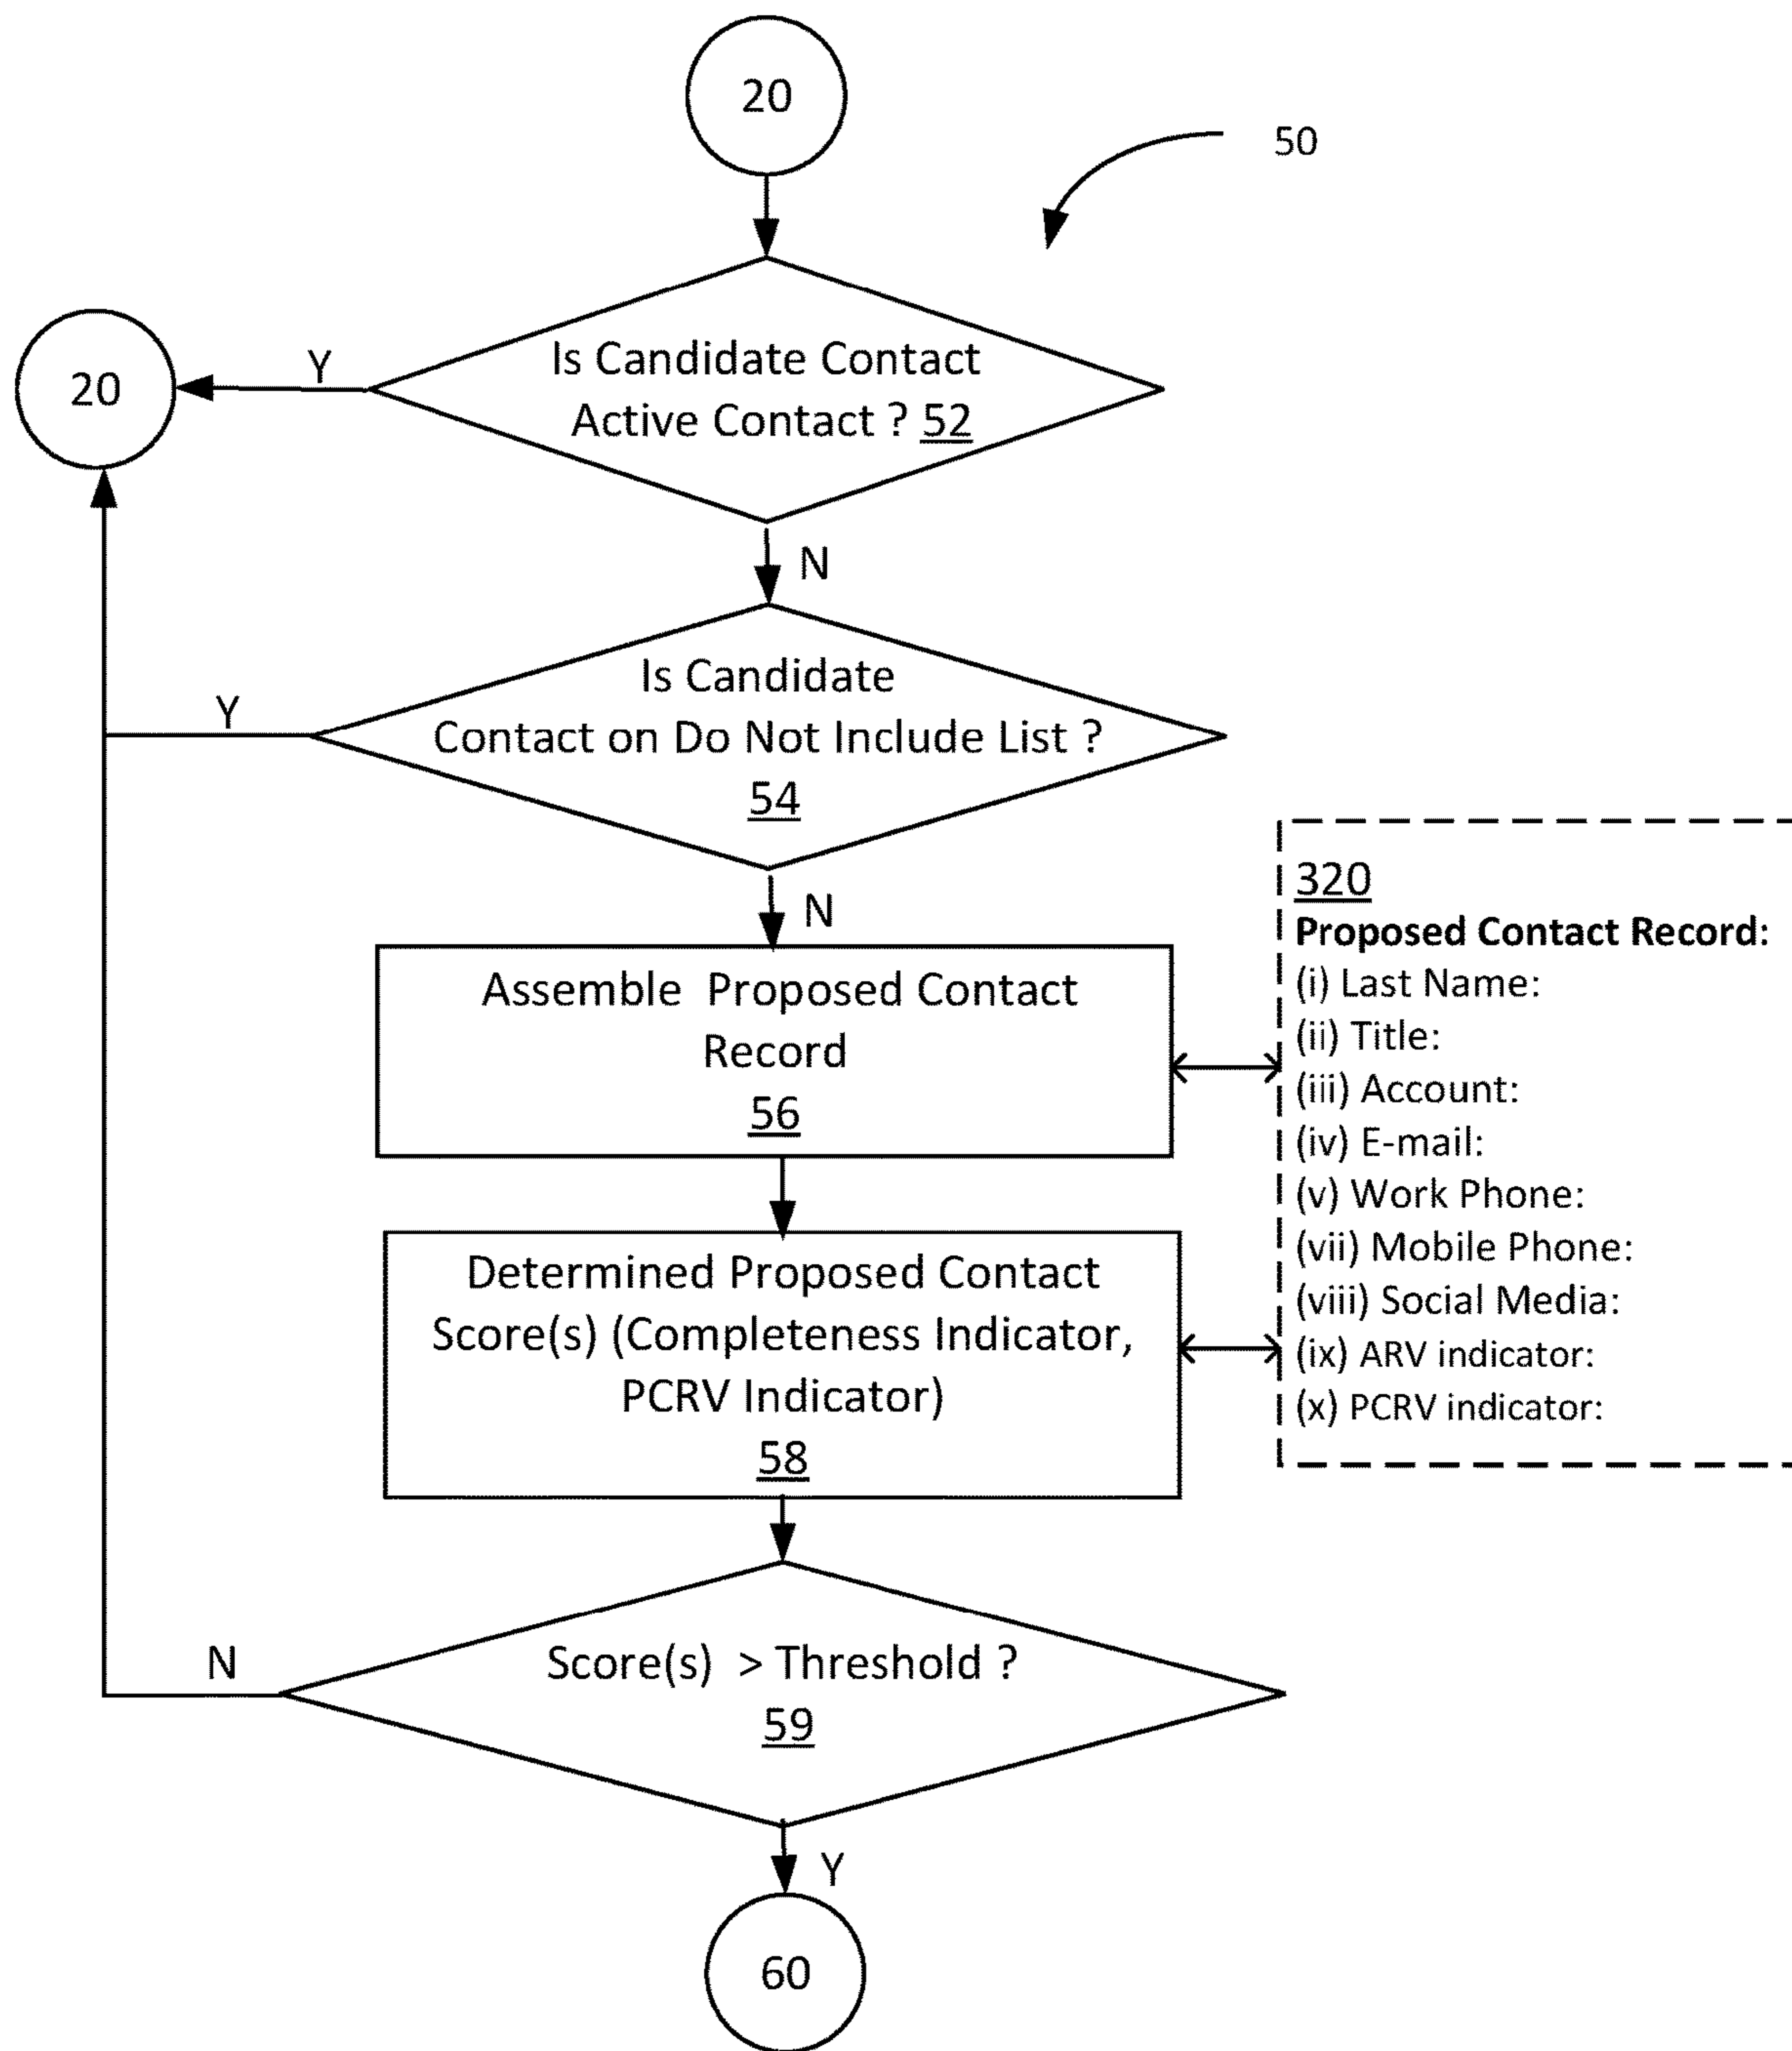 20
50
20
Y
Is Candidate Contact
Active Contact ? 52
N
Is Candidate
Contact on Do Not Include List ?
54
Y
N
Assemble Proposed Contact
Record
56
320
Proposed Contact Record:
(i) Last Name:
(ii) Title:
(iii) Account:
(iv) E-mail:
(v) Work Phone:
(vii) Mobile Phone:
(viii) Social Media:
(ix) ARV indicator:
(x) PCRV indicator:
Determined Proposed Contact
Score(s) (Completeness Indicator,
PCRV Indicator)
58
N
Score(s) > Threshold ?
59
Y
60